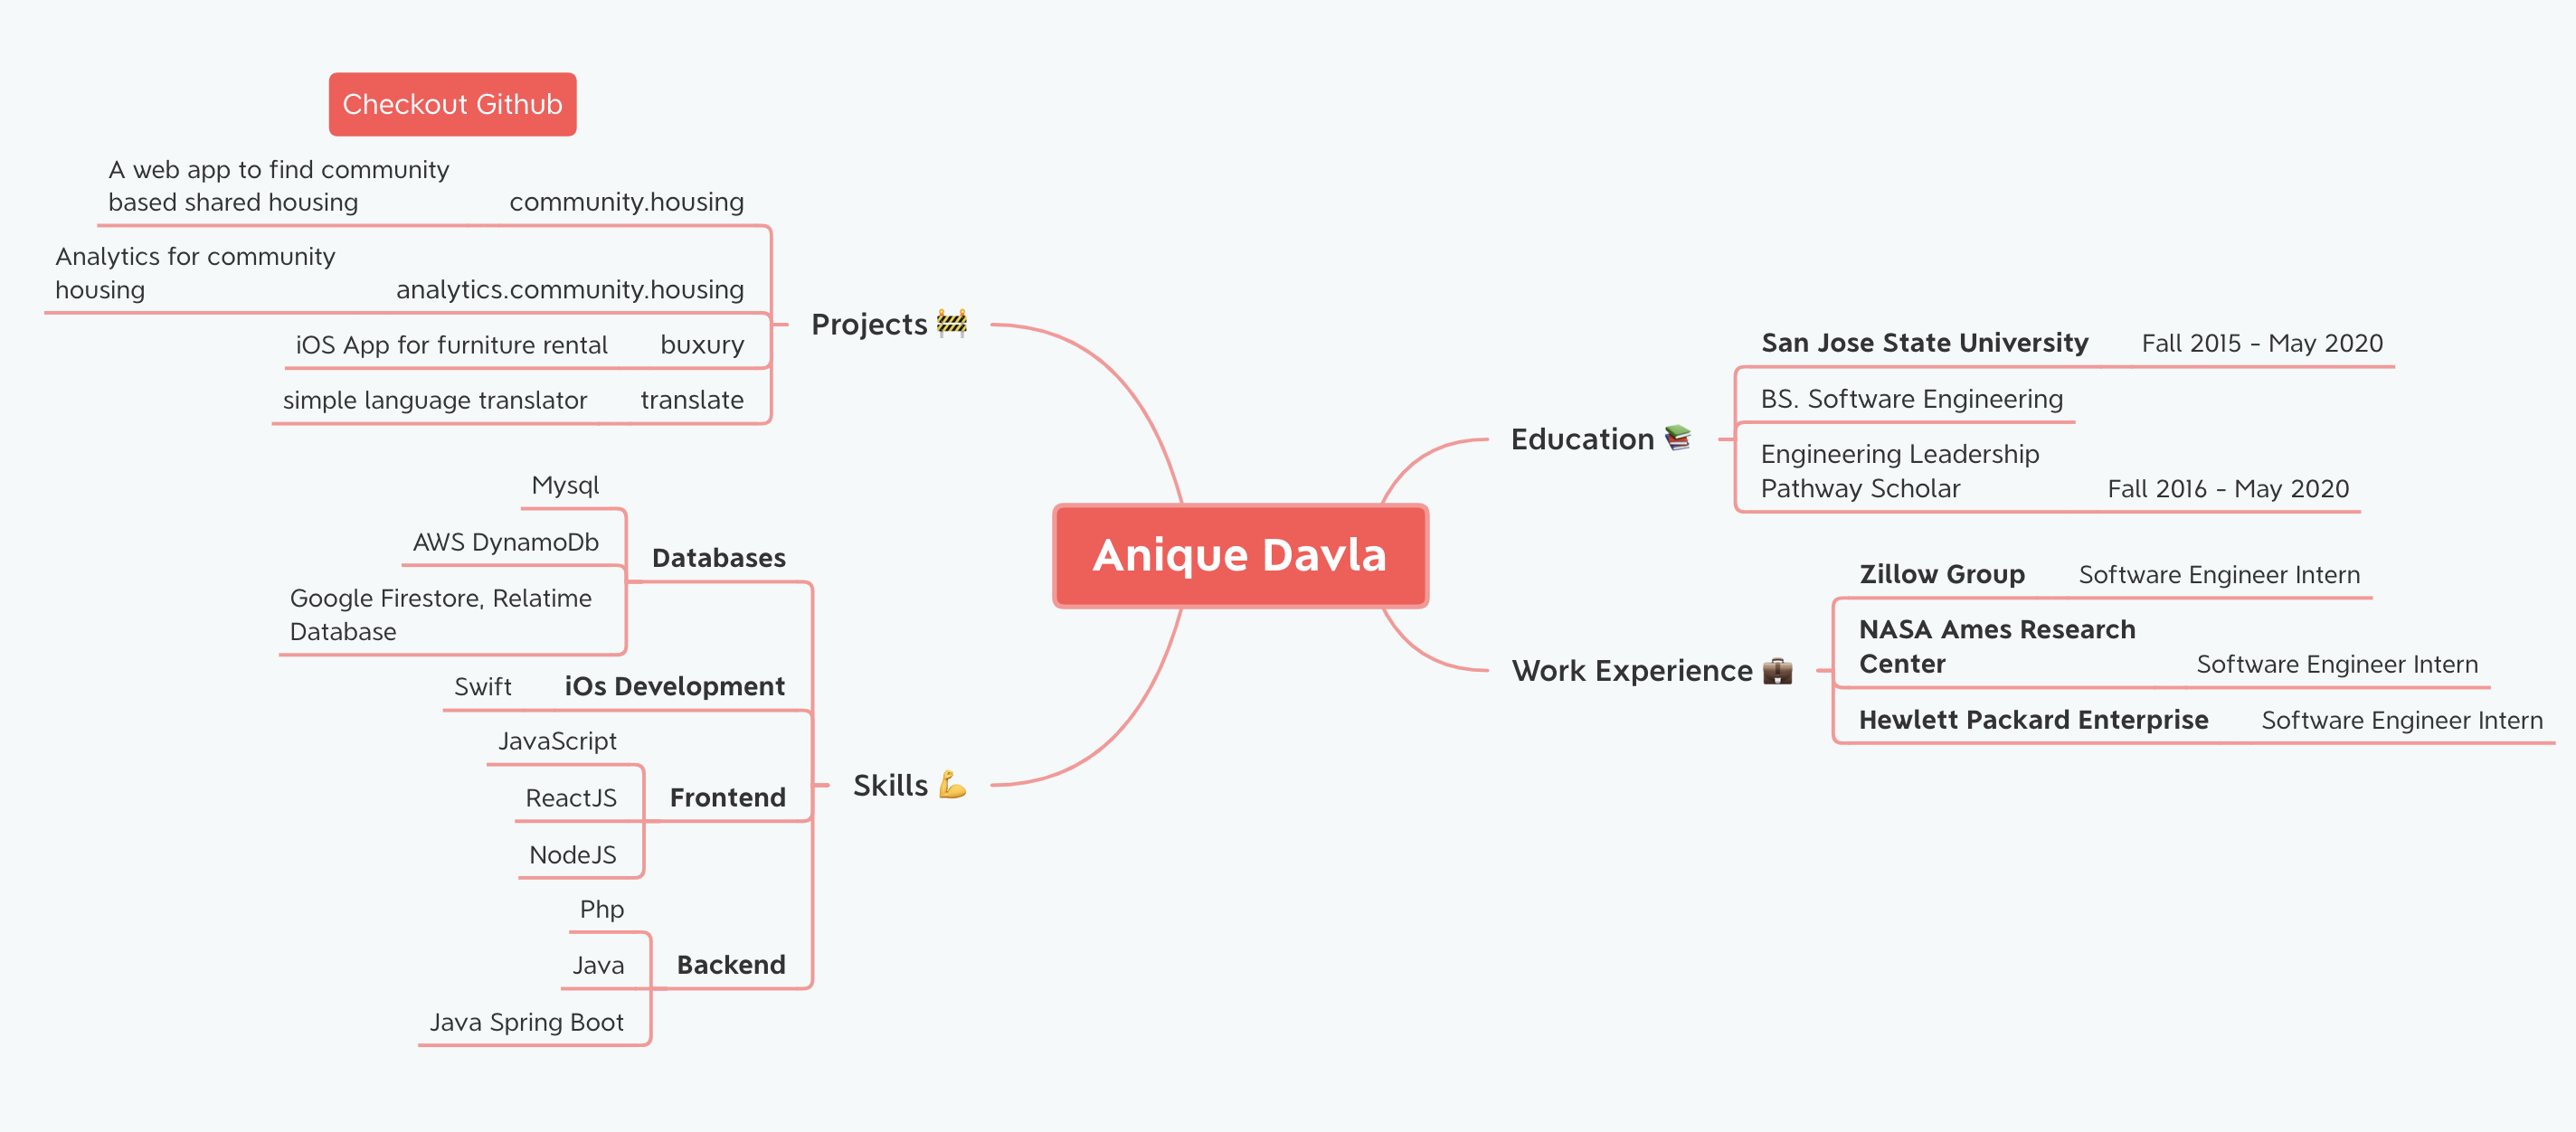 Checkout Github
A web app to find community
based shared housing
community.housing
Analytics for community
housing
analytics.community.housing
iOS App for furniture rental
buxury
simple language translator
translate
Projects 🚧
Mysql
AWS DynamoDb
Google Firestore, Relatime
Database
Databases
Swift
iOs Development
JavaScript
ReactJS
NodeJS
Frontend
Php
Java
Java Spring Boot
Backend
Skills 💪
Anique Davla
Education 📚
San Jose State University
Fall 2015 - May 2020
BS. Software Engineering
Engineering Leadership
Pathway Scholar
Fall 2016 - May 2020
Work Experience 💼
Zillow Group
Software Engineer Intern
NASA Ames Research
Center
Software Engineer Intern
Hewlett Packard Enterprise
Software Engineer Intern